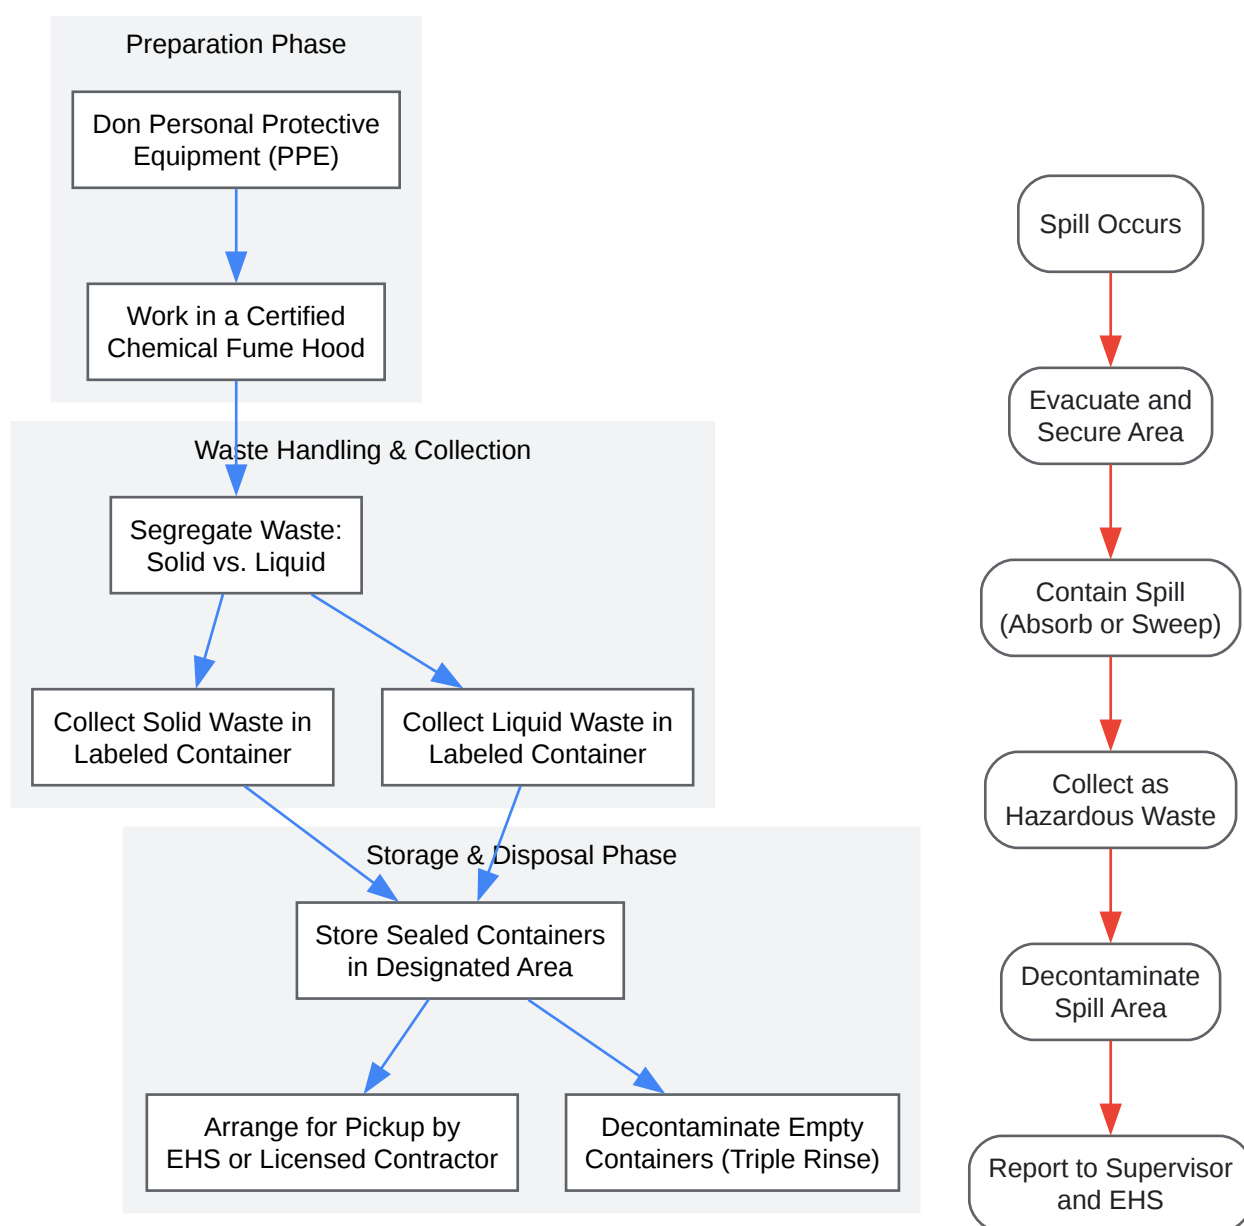 Preparation Phase
Don Personal Protective
Equipment (PPE)
Work in a Certified
Chemical Fume Hood
Waste Handling & Collection
Segregate Waste:
Solid vs. Liquid
Collect Solid Waste in
Labeled Container
Collect Liquid Waste in
Labeled Container
Storage & Disposal Phase
Store Sealed Containers
in Designated Area
Arrange for Pickup by
EHS or Licensed Contractor
Decontaminate Empty
Containers (Triple Rinse)
Spill Occurs
Evacuate and
Secure Area
Contain Spill
(Absorb or Sweep)
Collect as
Hazardous Waste
Decontaminate
Spill Area
Report to Supervisor
and EHS